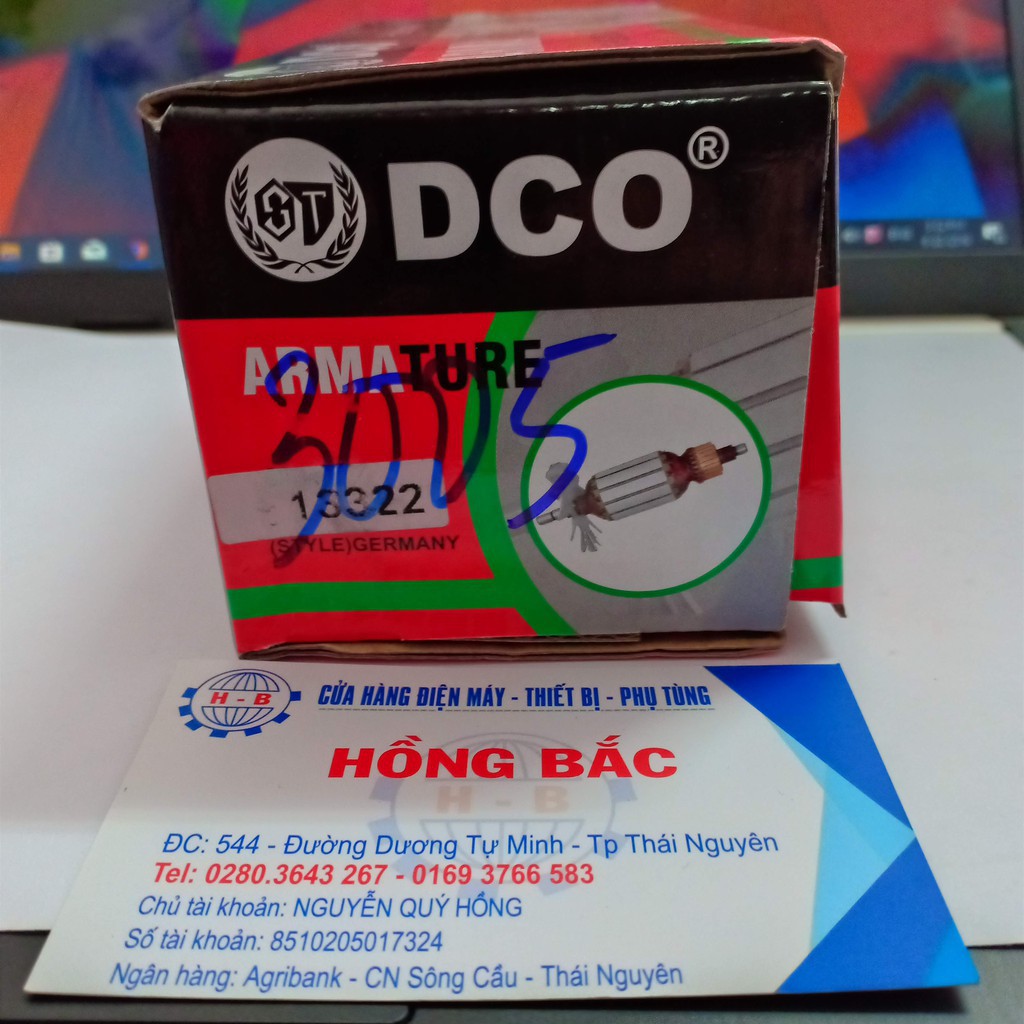 ST DCO®
ARMATURE
3005
13322
(STYLE)GERMANY
H - B
CỬA HÀNG ĐIỆN MÁY - THIẾT BỊ - PHỤ TÙNG
HỒNG BẮC
H - B
ĐC: 544 - Đường Dương Tự Minh - Tp Thái Nguyên
Tel: 0280.3643 267 - 0169 3766 583
Chủ tài khoản: NGUYỄN QUÝ HỒNG
Số tài khoản: 8510205017324
Ngân hàng: Agribank - CN Sông Cầu - Thái Nguyên